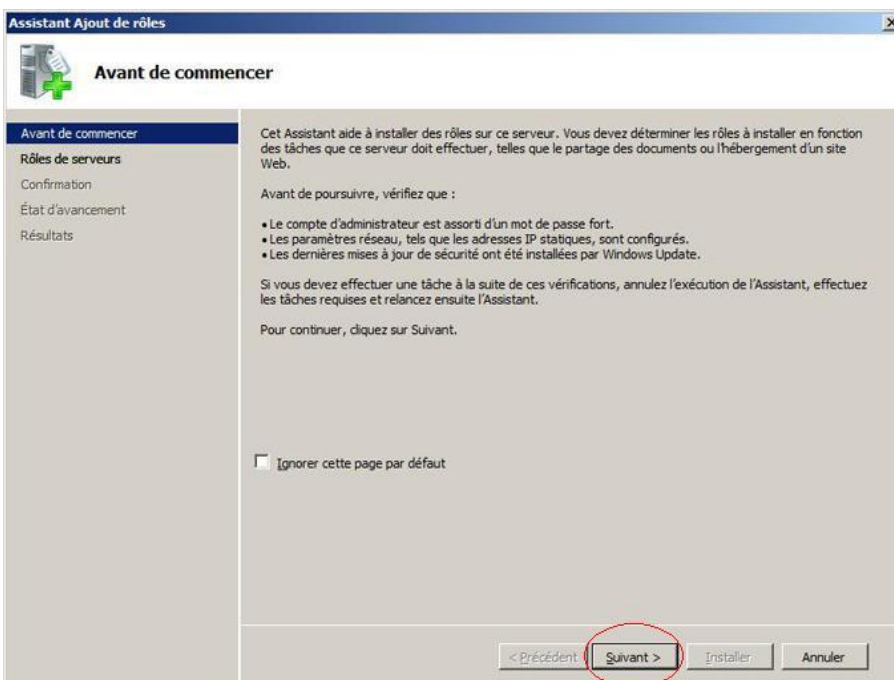 Assistant Ajout de rôles
Avant de commencer
Avant de commencer
Rôles de serveurs
Confirmation
État d'avancement
Résultats
Cet Assistant aide à installer des rôles sur ce serveur. Vous devez déterminer les rôles à installer en fonction
des tâches que ce serveur doit effectuer, telles que le partage des documents ou l'hébergement d'un site
Web.
Avant de poursuivre, vérifiez que :
• Le compte d'administrateur est assorti d'un mot de passe fort.
• Les paramètres réseau, tels que les adresses IP statiques, sont configurés.
• Les dernières mises à jour de sécurité ont été installées par Windows Update.
Si vous devez effectuer une tâche à la suite de ces vérifications, annulez l'exécution de l'Assistant, effectuez
les tâches requises et relancez ensuite l'Assistant.
Pour continuer, cliquez sur Suivant.
Ignorer cette page par défaut
< Précédent Suivant > Installer Annuler